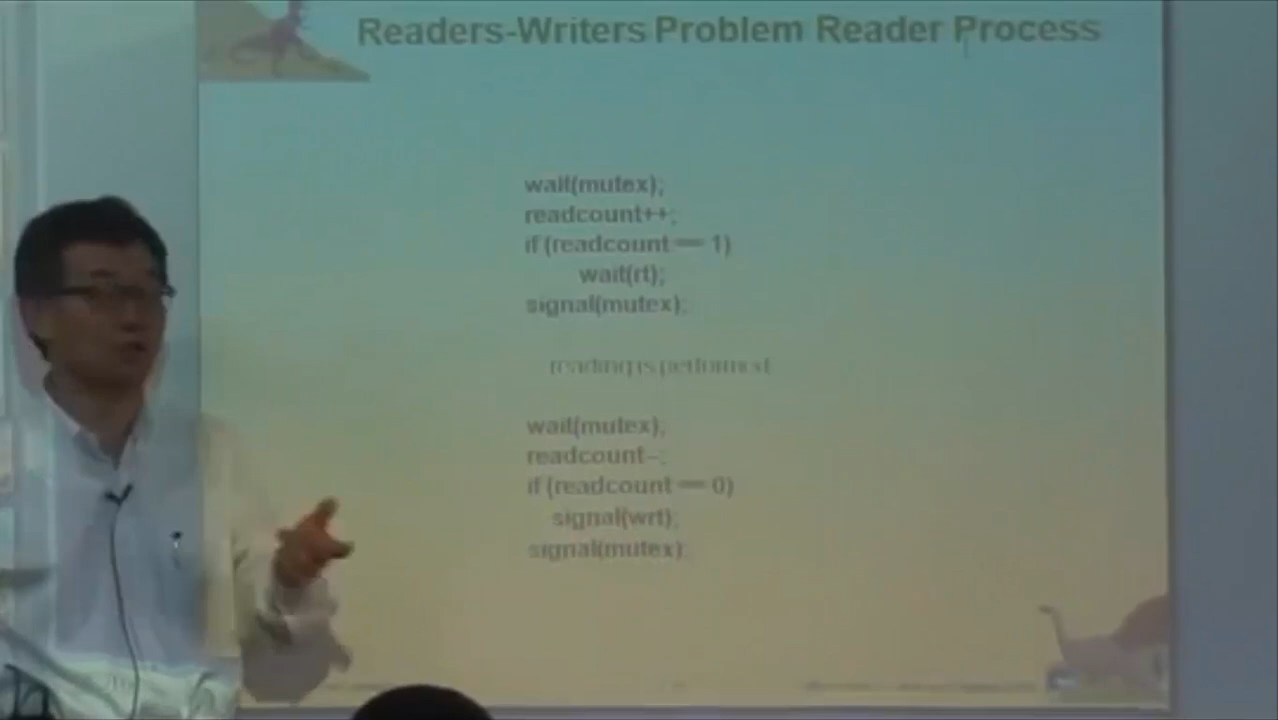 Readers-Writers Problem Reader Process
wait(mutex);
readcount++;
if (readcount == 1)
wait(rt);
signal(mutex);
reading is performed
wait(mutex);
readcount--;
if (readcount == 0)
signal(wrt);
signal(mutex);